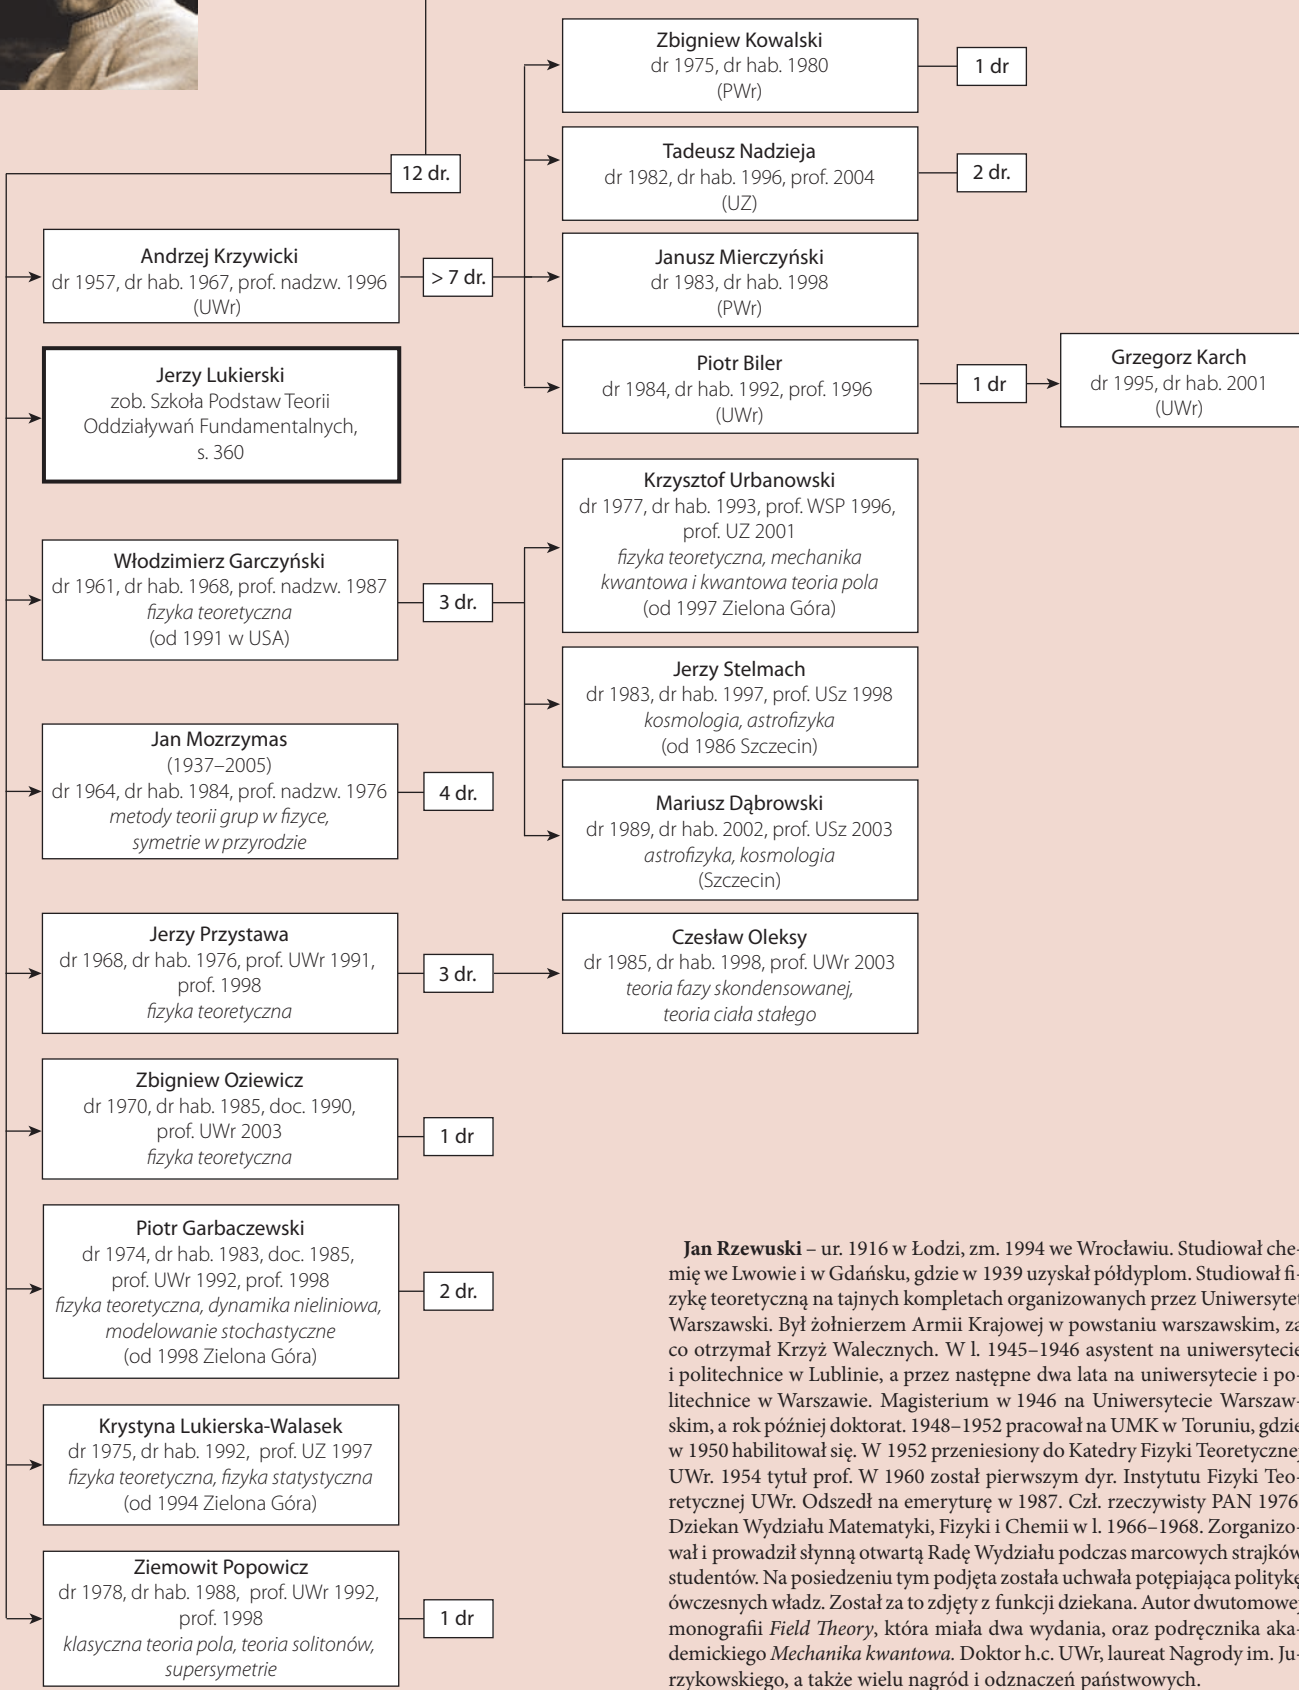 12 dr.
Andrzej Krzywicki
dr 1957, dr hab. 1967, prof. nadzw. 1996
(UWr)
> 7 dr.
Zbigniew Kowalski
dr 1975, dr hab. 1980
(PWr)
1 dr
Tadeusz Nadzieja
dr 1982, dr hab. 1996, prof. 2004
(UZ)
2 dr.
Janusz Mierczyński
dr 1983, dr hab. 1998
(PWr)
Piotr Biler
dr 1984, dr hab. 1992, prof. 1996
(UWr)
1 dr
Grzegorz Karch
dr 1995, dr hab. 2001
(UWr)
Jerzy Lukierski
zob. Szkoła Podstaw Teorii
Oddziaływań Fundamentalnych,
s. 360
Włodzimierz Garczyński
dr 1961, dr hab. 1968, prof. nadzw. 1987
fizyka teoretyczna
(od 1991 w USA)
3 dr.
Krzysztof Urbanowski
dr 1977, dr hab. 1993, prof. WSP 1996,
prof. UZ 2001
fizyka teoretyczna, mechanika
kwantowa i kwantowa teoria pola
(od 1997 Zielona Góra)
Jerzy Stelmach
dr 1983, dr hab. 1997, prof. USz 1998
kosmologia, astrofizyka
(od 1986 Szczecin)
Mariusz Dąbrowski
dr 1989, dr hab. 2002, prof. USz 2003
astrofizyka, kosmologia
(Szczecin)
Jan Mozrzymas
(1937–2005)
dr 1964, dr hab. 1984, prof. nadzw. 1976
metody teorii grup w fizyce,
symetrie w przyrodzie
4 dr.
Jerzy Przystawa
dr 1968, dr hab. 1976, prof. UWr 1991,
prof. 1998
fizyka teoretyczna
3 dr.
Czesław Oleksy
dr 1985, dr hab. 1998, prof. UWr 2003
teoria fazy skondensowanej,
teoria ciała stałego
Zbigniew Oziewicz
dr 1970, dr hab. 1985, doc. 1990,
prof. UWr 2003
fizyka teoretyczna
1 dr
Piotr Garbaczewski
dr 1974, dr hab. 1983, doc. 1985,
prof. UWr 1992, prof. 1998
fizyka teoretyczna, dynamika nieliniowa,
modelowanie stochastyczne
(od 1998 Zielona Góra)
2 dr.
Krystyna Lukierska-Walasek
dr 1975, dr hab. 1992, prof. UZ 1997
fizyka teoretyczna, fizyka statystyczna
(od 1994 Zielona Góra)
Ziemowit Popowicz
dr 1978, dr hab. 1988, prof. UWr 1992,
prof. 1998
klasyczna teoria pola, teoria solitonów,
supersymetrie
1 dr
Jan Rzewuski – ur. 1916 w Łodzi, zm. 1994 we Wrocławiu. Studiował che-
mię we Lwowie i w Gdańsku, gdzie w 1939 uzyskał półdyplom. Studiował fi-
zykę teoretyczną na tajnych kompletach organizowanych przez Uniwersytet
Warszawski. Był żołnierzem Armii Krajowej w powstaniu warszawskim, za
co otrzymał Krzyż Walecznych. W l. 1945–1946 asystent na uniwersytecie
i politechnice w Lublinie, a przez następne dwa lata na uniwersytecie i po-
litechnice w Warszawie. Magisterium w 1946 na Uniwersytecie Warszaw-
skim, a rok później doktorat. 1948–1952 pracował na UMK w Toruniu, gdzie
w 1950 habilitował się. W 1952 przeniesiony do Katedry Fizyki Teoretycznej
UWr. 1954 tytuł prof. W 1960 został pierwszym dyr. Instytutu Fizyki Teo-
retycznej UWr. Odszedł na emeryturę w 1987. Czł. rzeczywisty PAN 1976.
Dziekan Wydziału Matematyki, Fizyki i Chemii w l. 1966–1968. Zorganizo-
wał i prowadził słynną otwartą Radę Wydziału podczas marcowych strajków
studentów. Na posiedzeniu tym podjęta została uchwała potępiająca politykę
ówczesnych władz. Został za to zdjęty z funkcji dziekana. Autor dwutomowej
monografii Field Theory, która miała dwa wydania, oraz podręcznika aka-
demickiego Mechanika kwantowa. Doktor h.c. UWr, laureat Nagrody im. Ju-
rzykowskiego, a także wielu nagród i odznaczeń państwowych.